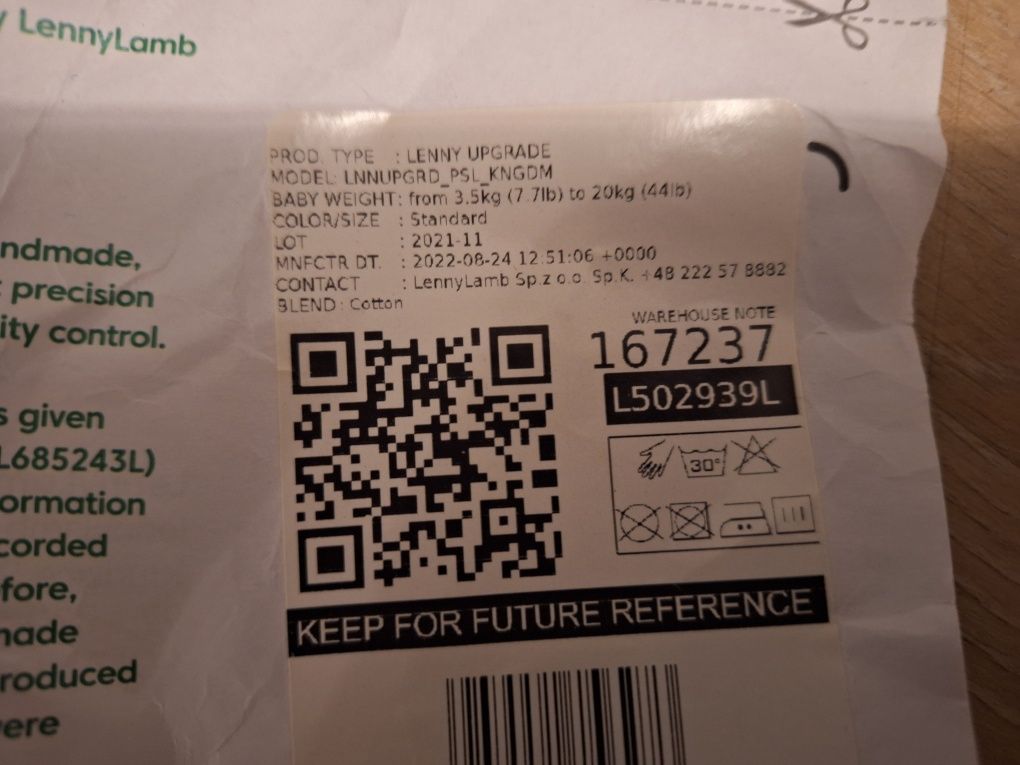 LennyLamb
ndmade,
precision
ity control.
s given
L685243L)
ormation
corded
fore,
nade
roduced
ere
PROD. TYPE : LENNY UPGRADE
MODEL: LNNUPGRD_PSL_KNGDM
BABY WEIGHT: from 3.5kg (7.7lb) to 20kg (44lb)
COLOR/SIZE : Standard
LOT : 2021-11
MNFCTR DT. : 2022-08-24 12:51:06 +0000
CONTACT : LennyLamb Sp.z o.o. Sp.K. +48 222 57 8882
BLEND: Cotton
WAREHOUSE NOTE
167237
L502939L
30°
KEEP FOR FUTURE REFERENCE